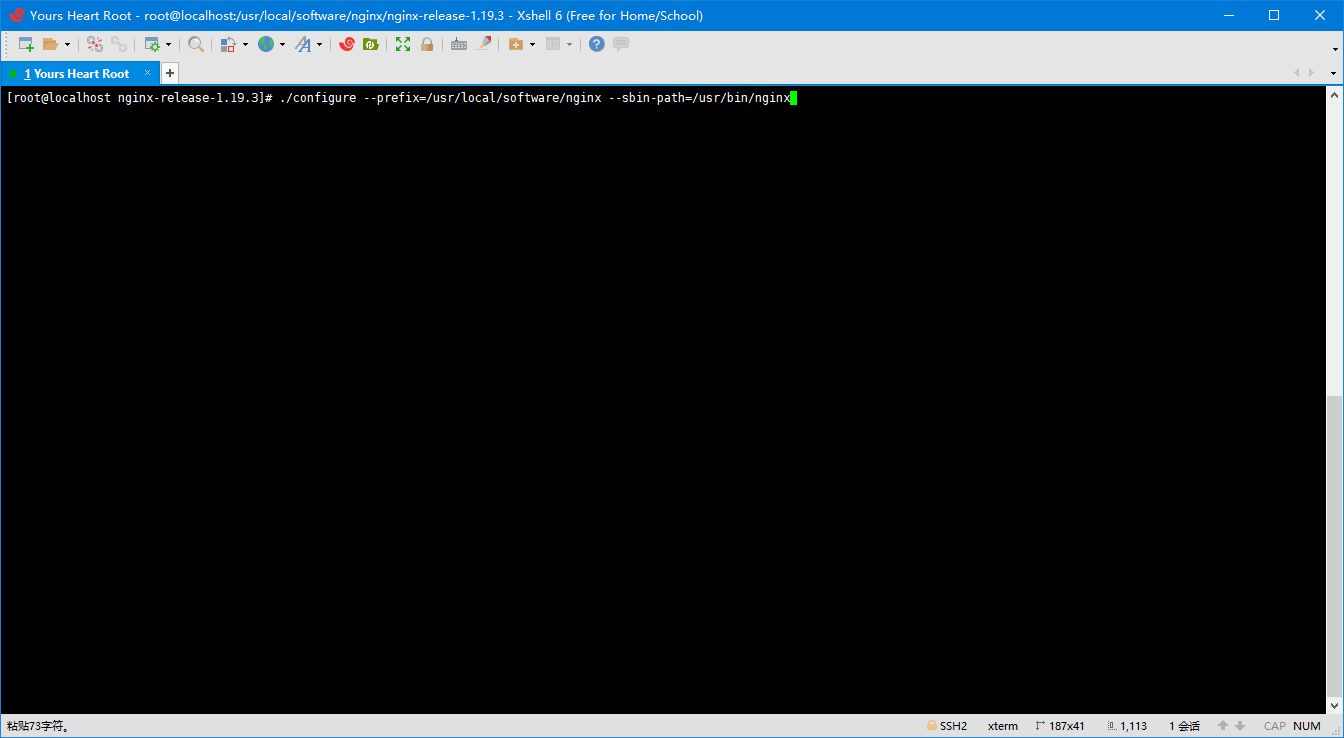 Yours Heart Root - root@localhost:/usr/local/software/nginx/nginx-release-1.19.3 - Xshell 6 (Free for Home/School)
1 Yours Heart Root × +
[root@localhost nginx-release-1.19.3]# ./configure --prefix=/usr/local/software/nginx --sbin-path=/usr/bin/nginx
粘贴73字符。 SSH2 xterm 187x41 1,113 1 会话 CAP NUM